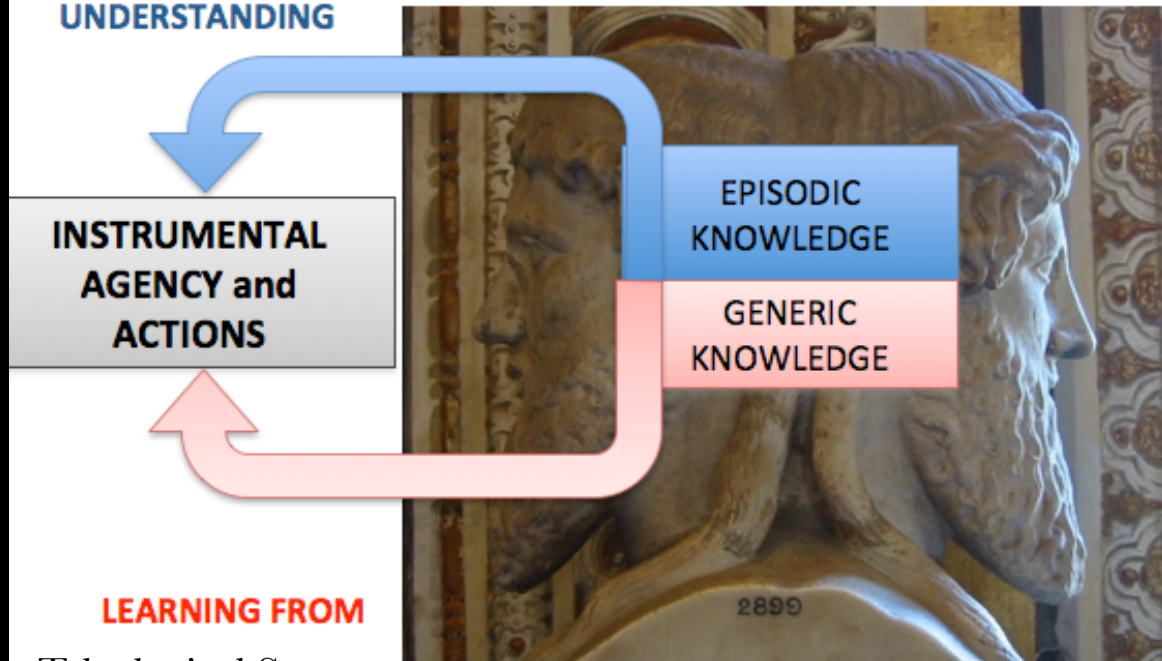 UNDERSTANDING
INSTRUMENTAL
AGENCY and
ACTIONS
EPISODIC
KNOWLEDGE
GENERIC
KNOWLEDGE
2899
LEARNING FROM